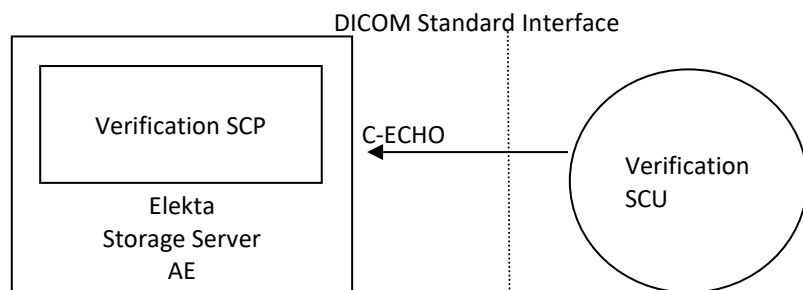 DICOM Standard Interface
Verification SCP
C-ECHO
Verification
SCU
Elekta
Storage Server
AE